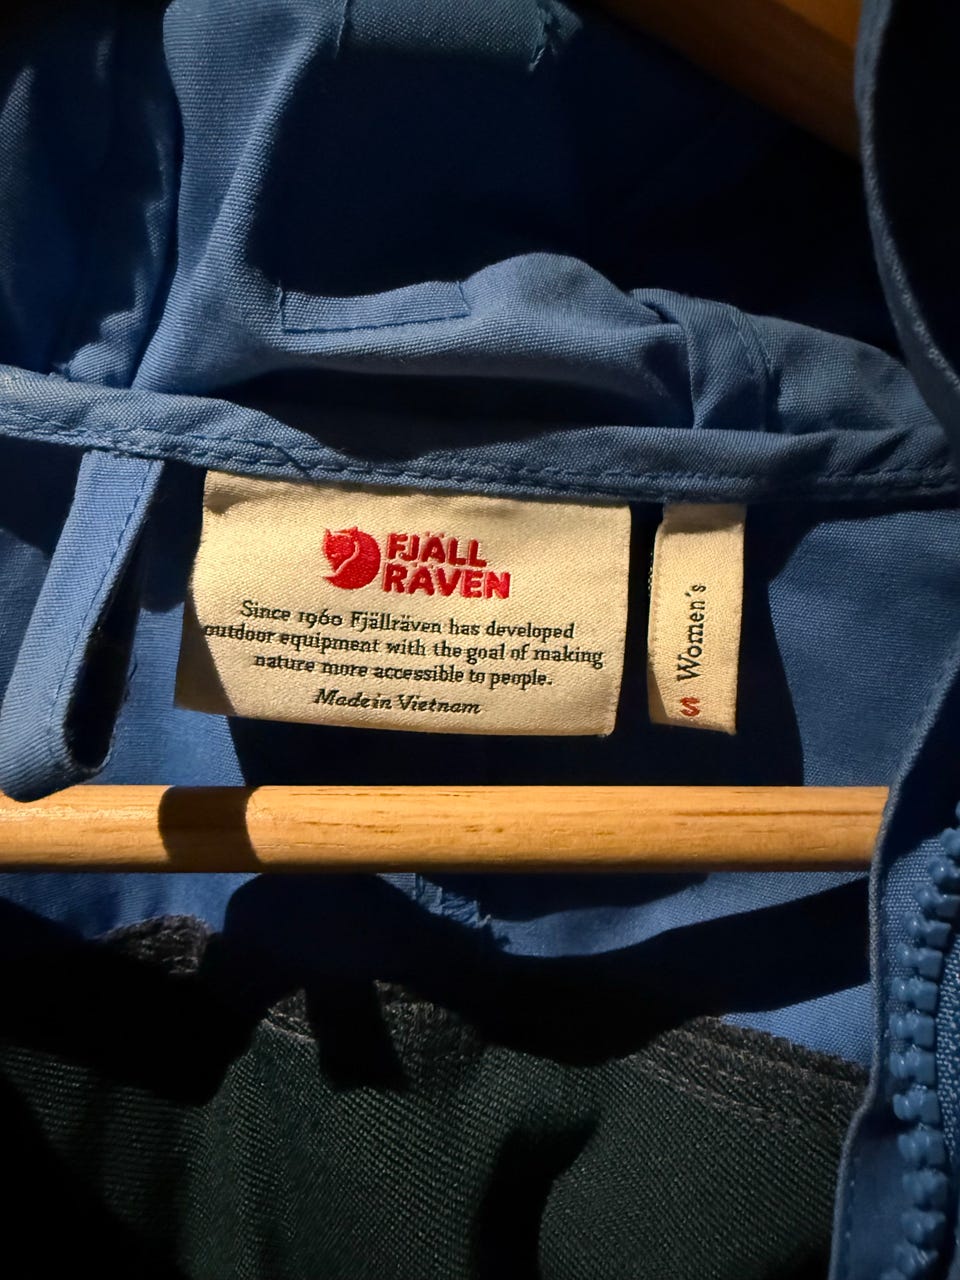 FJÄLL
RÄVEN
Since 1960 Fjällräven has developed
outdoor equipment with the goal of making
nature more accessible to people.
Made in Vietnam
S Women's